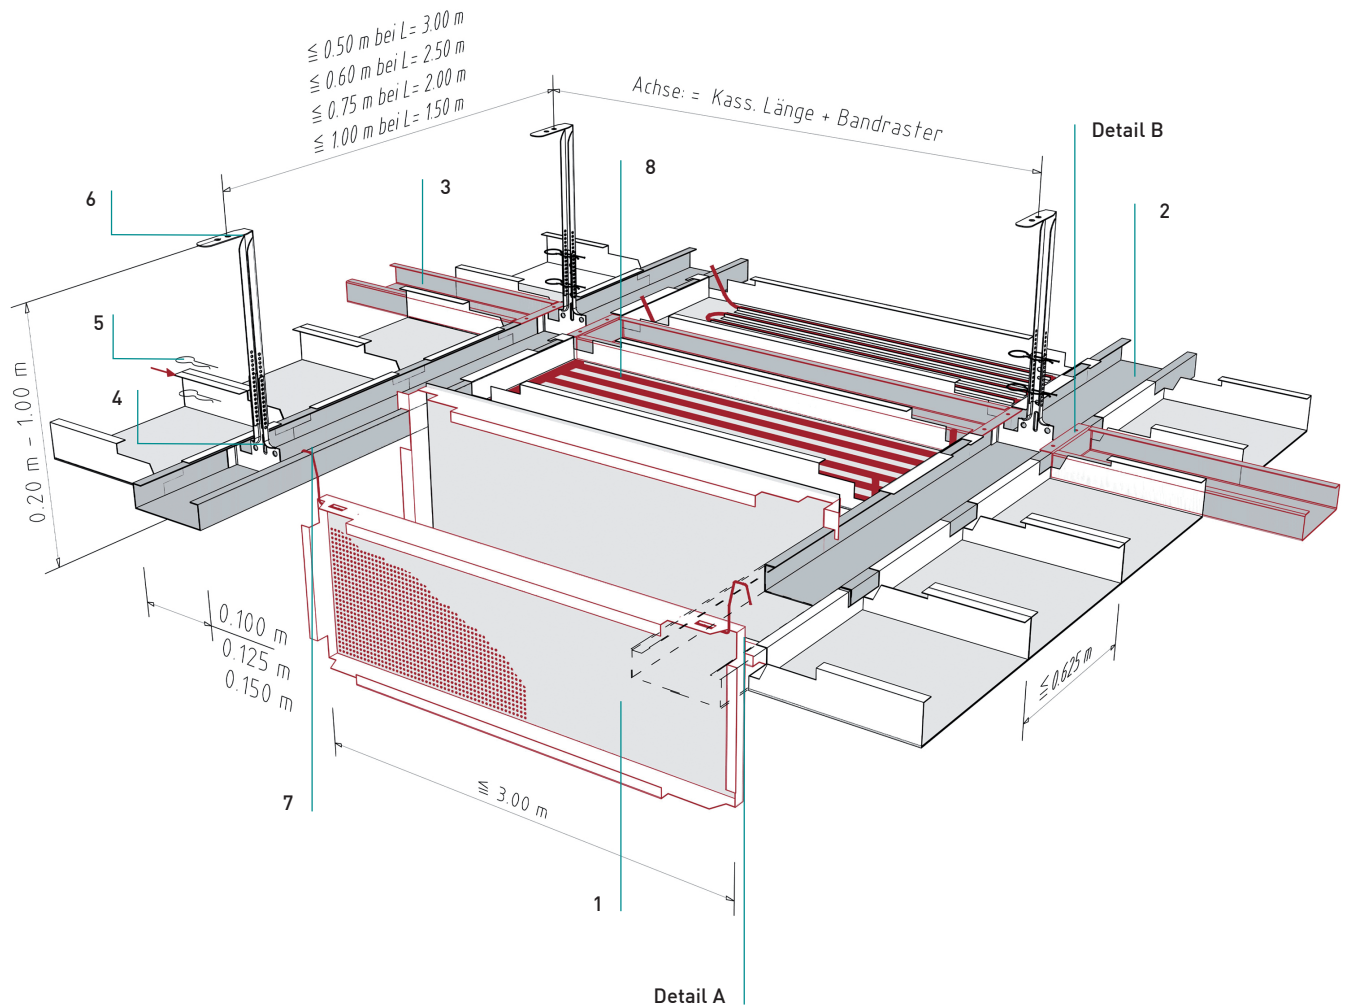 ≦ 0.50 m bei L= 3.00 m
≦ 0.60 m bei L= 2.50 m
≦ 0.75 m bei L= 2.00 m
≦ 1.00 m bei L= 1.50 m
Achse: = Kass. Länge + Bandraster
Detail B
8
3
2
6
5
4
0.20 m – 1.00 m
0.100 m
0.125 m
0.150 m
≦ 0.625 m
7
≦ 3.00 m
1
Detail A